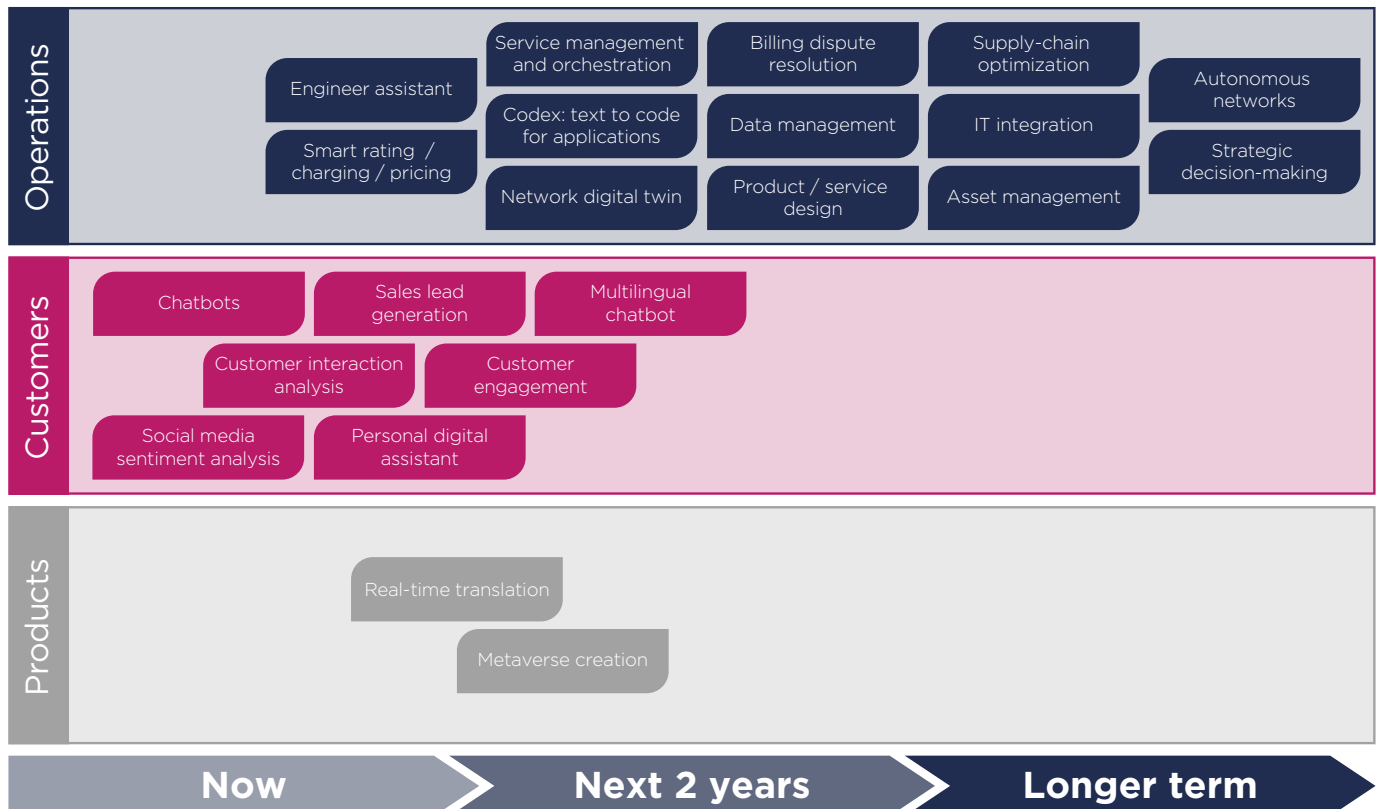 Operations
Engineer assistant
Smart rating /
charging / pricing
Service management
and orchestration
Codex: text to code
for applications
Network digital twin
Billing dispute
resolution
Data management
Product / service
design
Supply-chain
optimization
IT integration
Asset management
Autonomous
networks
Strategic
decision-making
Customers
Chatbots
Sales lead
generation
Multilingual
chatbot
Customer interaction
analysis
Customer
engagement
Social media
sentiment analysis
Personal digital
assistant
Products
Real-time translation
Metaverse creation
Now
Next 2 years
Longer term